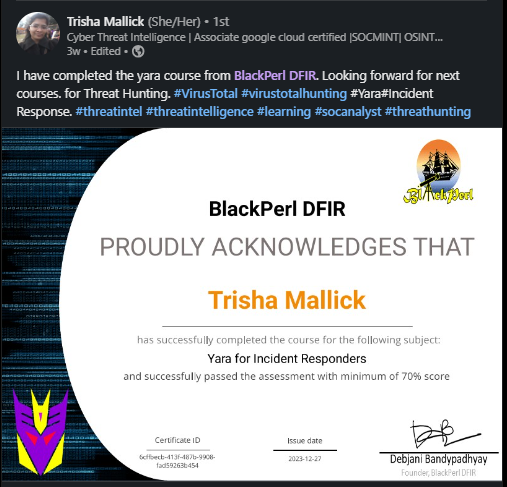 Trisha Mallick (She/Her) • 1st
Cyber Threat Intelligence | Associate google cloud certified |SOCMINT| OSINT...
3w • Edited •
I have completed the yara course from BlackPerl DFIR. Looking forward for next
courses. for Threat Hunting. #VirusTotal #virustotalhunting #Yara#Incident
Response. #threatintel #threatintelligence #learning #socanalyst #threathunting
BlackPerl
BlackPerl DFIR
PROUDLY ACKNOWLEDGES THAT
Trisha Mallick
has successfully completed the course for the following subject:
Yara for Incident Responders
and successfully passed the assessment with minimum of 70% score
Certificate ID
6cffbecb-413f-487b-9908-
fad59263b454
Issue date
2023-12-27
Debjani Bandypadhyay
Founder, BlackPerl DFIR